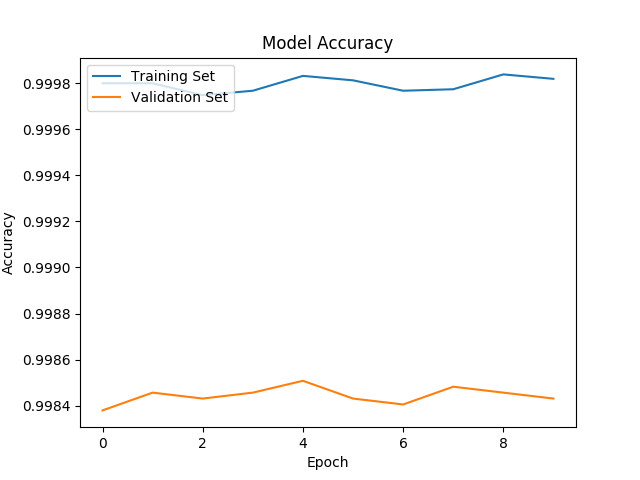 Model Accuracy
Training Set
Validation Set
0.9998
0.9996
0.9994
0.9992
0.9990
0.9988
0.9986
0.9984
Accuracy
0 2 4 6 8
Epoch